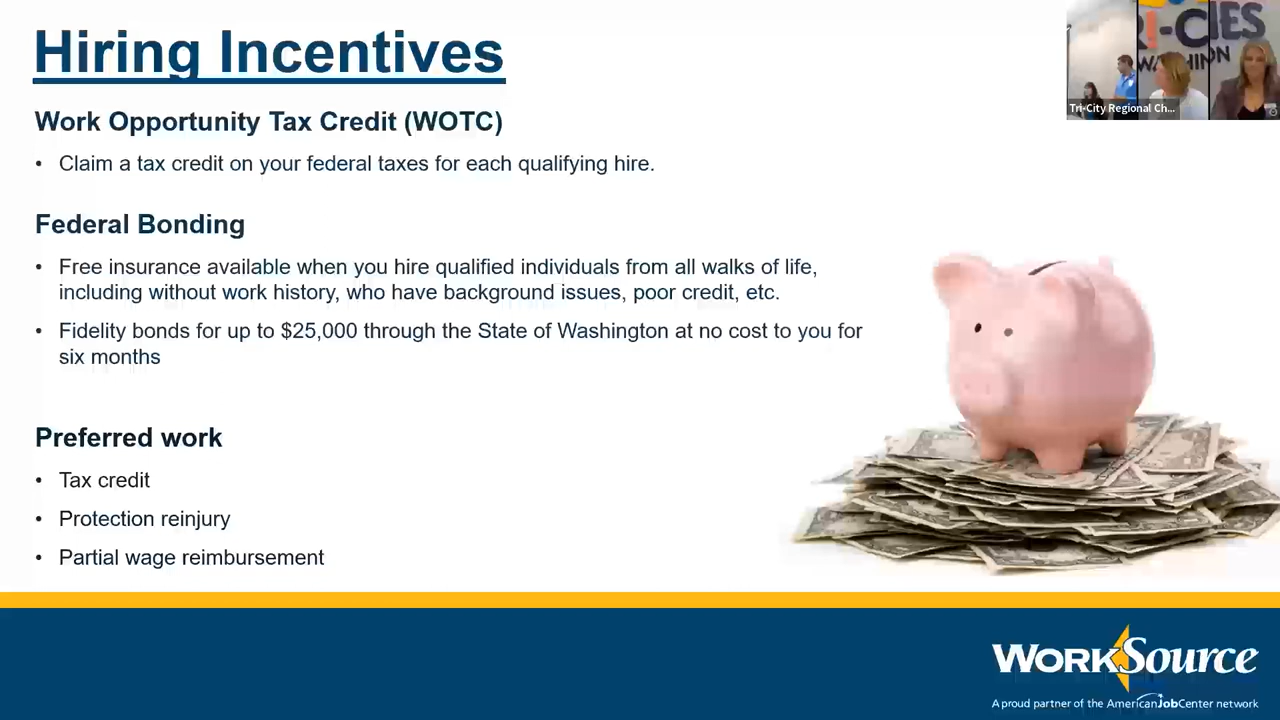 Hiring Incentives
Work Opportunity Tax Credit (WOTC)
• Claim a tax credit on your federal taxes for each qualifying hire.
Federal Bonding
• Free insurance available when you hire qualified individuals from all walks of life,
including without work history, who have background issues, poor credit, etc.
• Fidelity bonds for up to $25,000 through the State of Washington at no cost to you for
six months
Preferred work
• Tax credit
• Protection reinjury
• Partial wage reimbursement
Tri-City Regional Ch...
WorkSource
A proud partner of the AmericanJobCenter network